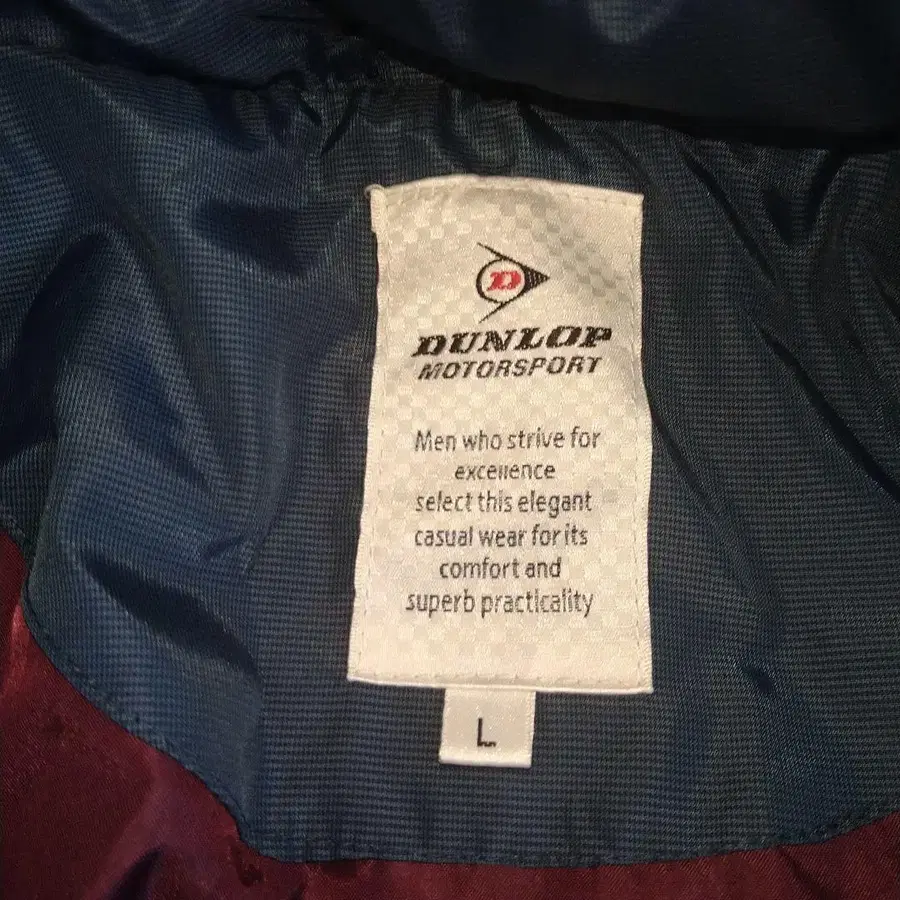 D
DUNLOP
MOTORSPORT
Men who strive for
excellence
select this elegant
casual wear for its
comfort and
superb practicality
L